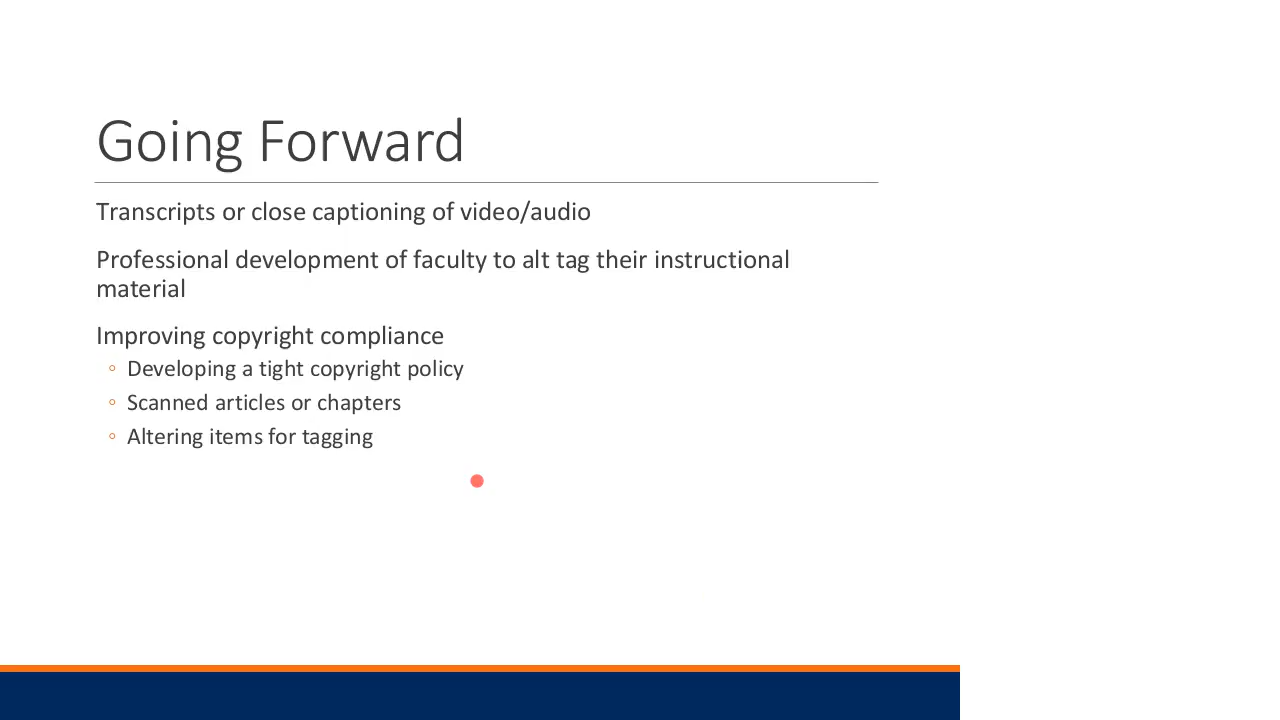 Going Forward
Transcripts or close captioning of video/audio
Professional development of faculty to alt tag their instructional
material
Improving copyright compliance
◦ Developing a tight copyright policy
◦ Scanned articles or chapters
◦ Altering items for tagging